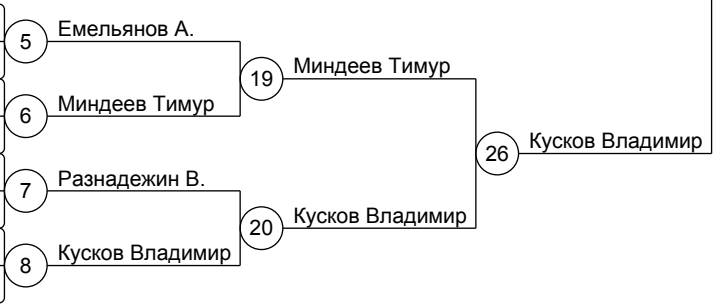 5 Емельянов А.
19 Миндеев Тимур
6 Миндеев Тимур
26 Кусков Владимир
7 Разнадежин В.
20 Кусков Владимир
8 Кусков Владимир